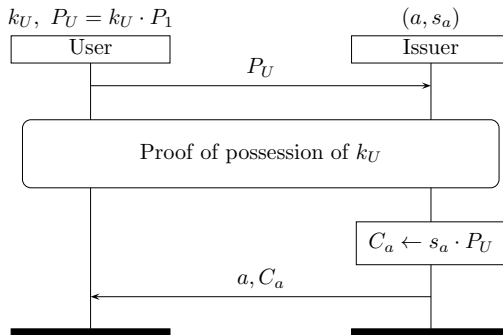 k_U, P_U = k_U · P_1
(a, s_a)
User
Issuer
P_U
Proof of possession of k_U
C_a ← s_a · P_U
a, C_a